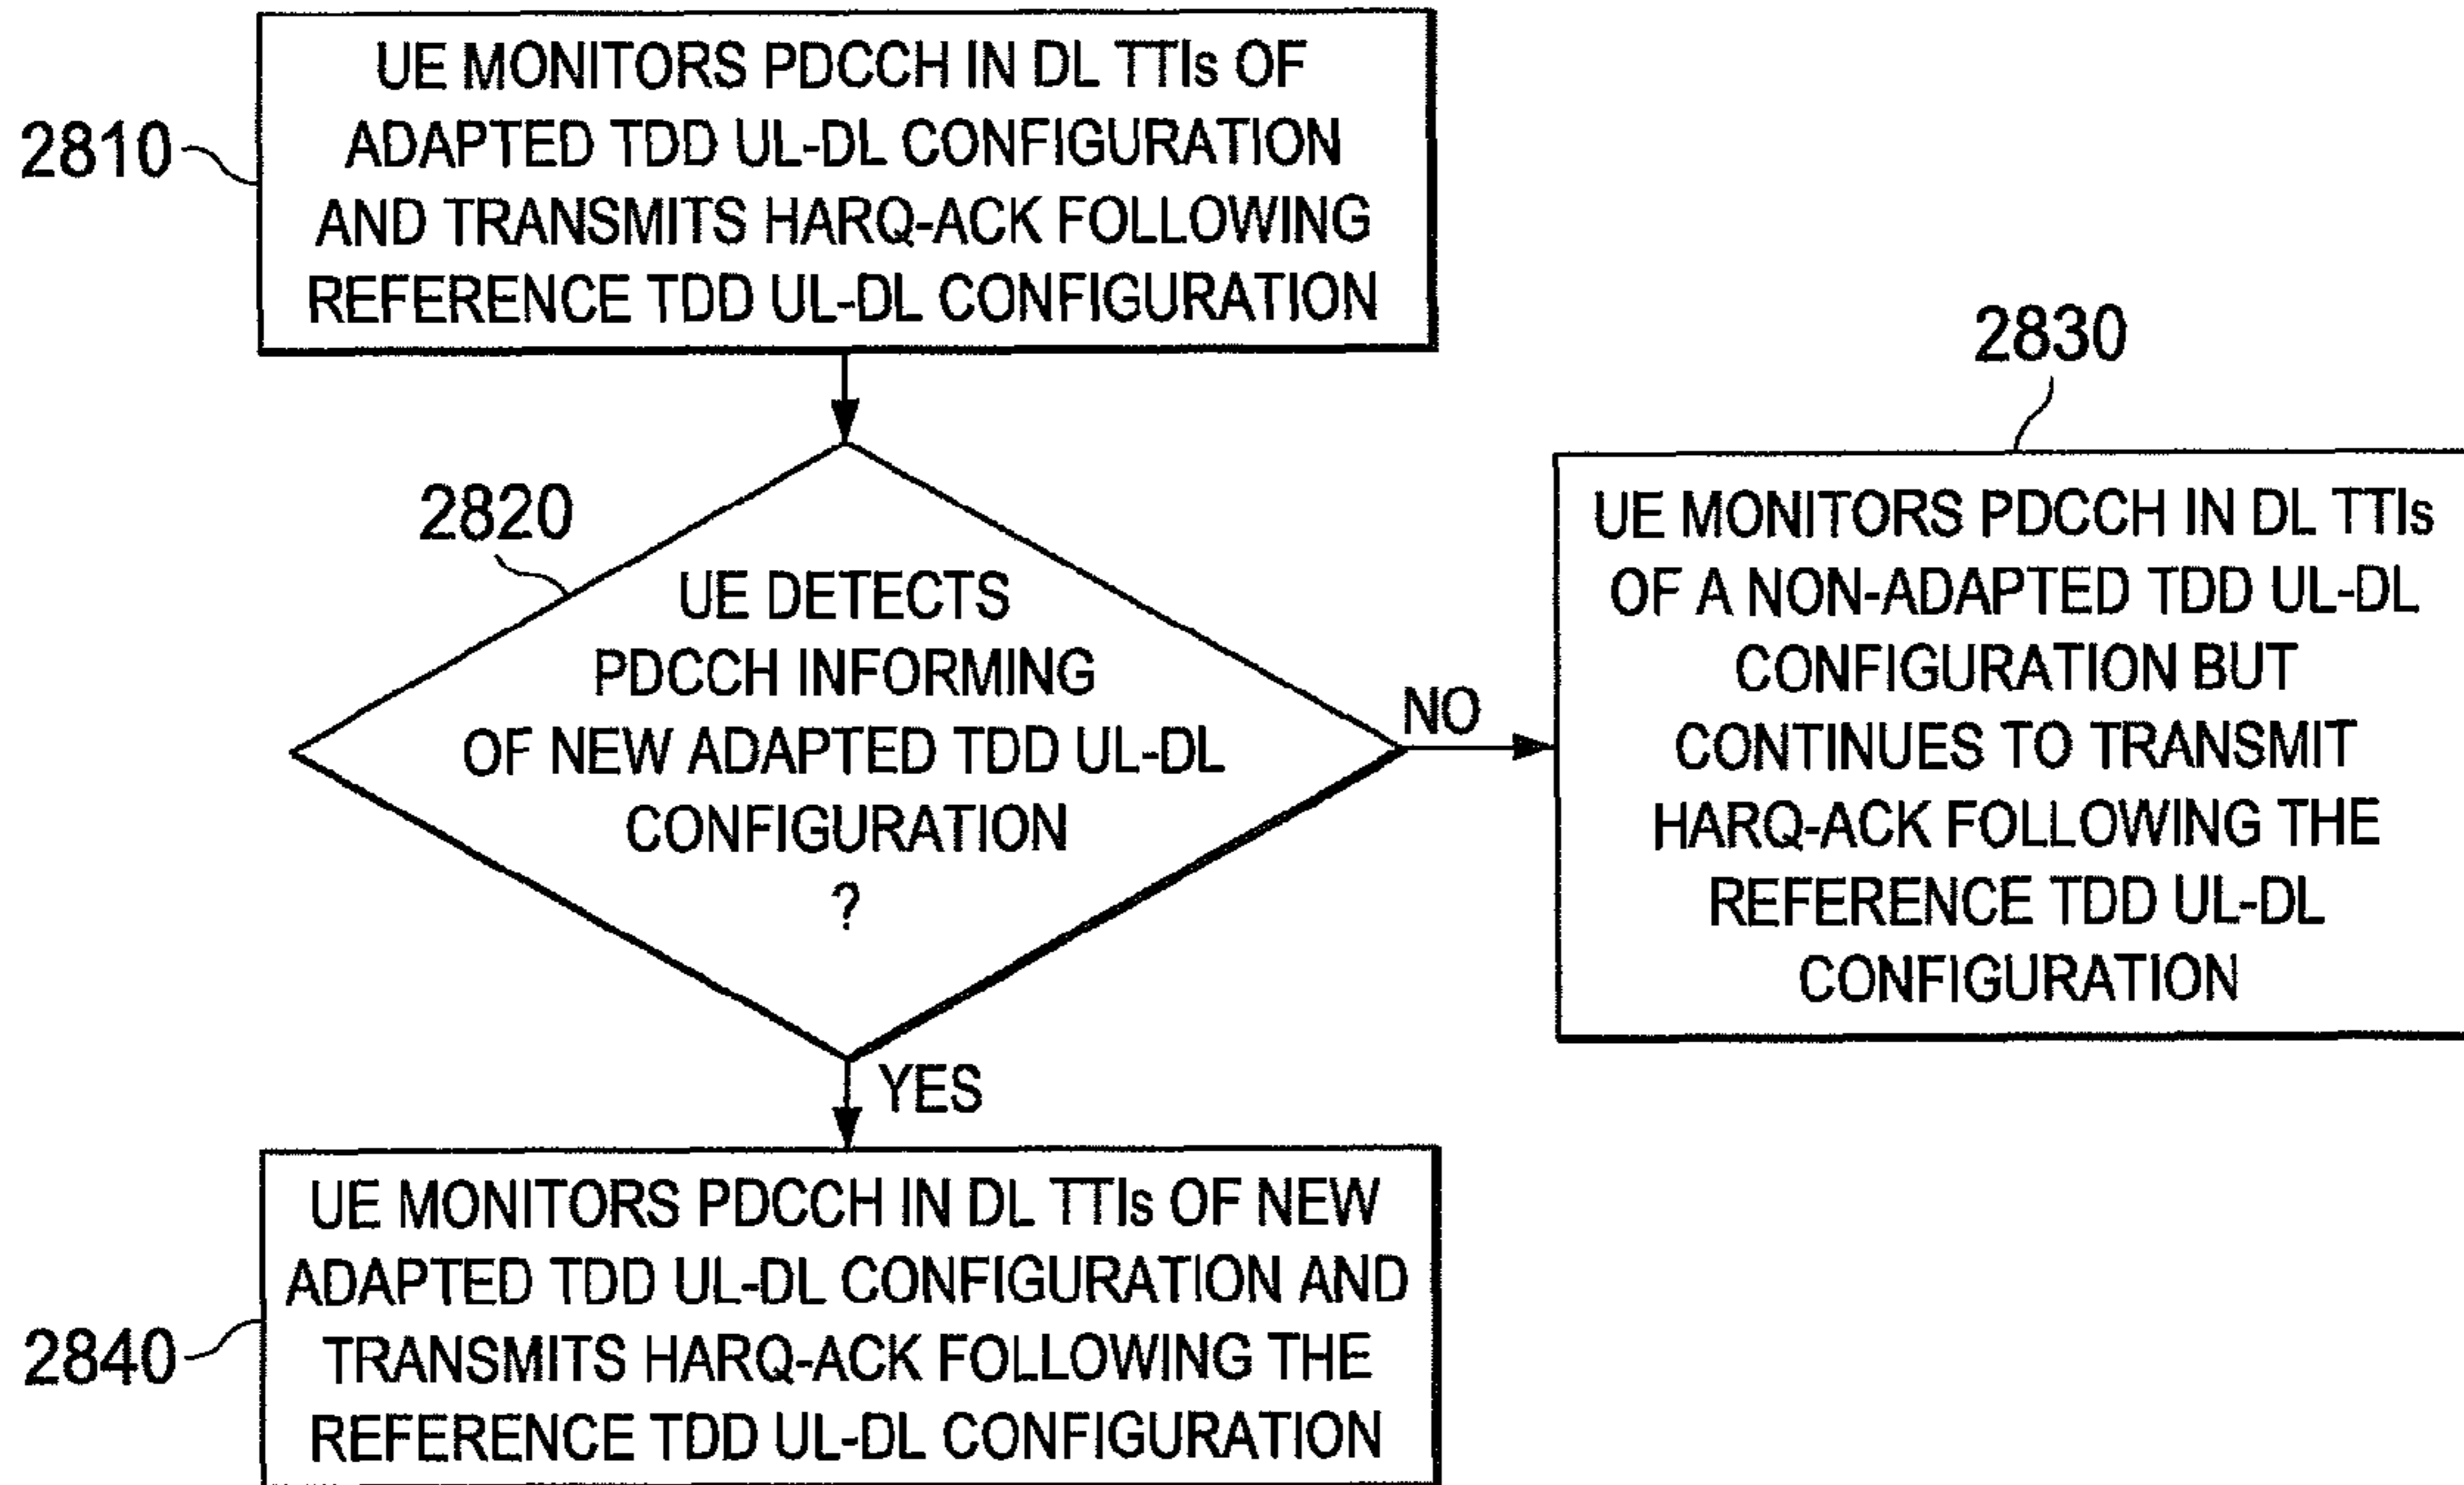 2810
UE MONITORS PDCCH IN DL TTIs OF
ADAPTED TDD UL-DL CONFIGURATION
AND TRANSMITS HARQ-ACK FOLLOWING
REFERENCE TDD UL-DL CONFIGURATION
2820
UE DETECTS
PDCCH INFORMING
OF NEW ADAPTED TDD UL-DL
CONFIGURATION
?
NO
2830
UE MONITORS PDCCH IN DL TTIs
OF A NON-ADAPTED TDD UL-DL
CONFIGURATION BUT
CONTINUES TO TRANSMIT
HARQ-ACK FOLLOWING THE
REFERENCE TDD UL-DL
CONFIGURATION
YES
2840
UE MONITORS PDCCH IN DL TTIs OF NEW
ADAPTED TDD UL-DL CONFIGURATION AND
TRANSMITS HARQ-ACK FOLLOWING THE
REFERENCE TDD UL-DL CONFIGURATION